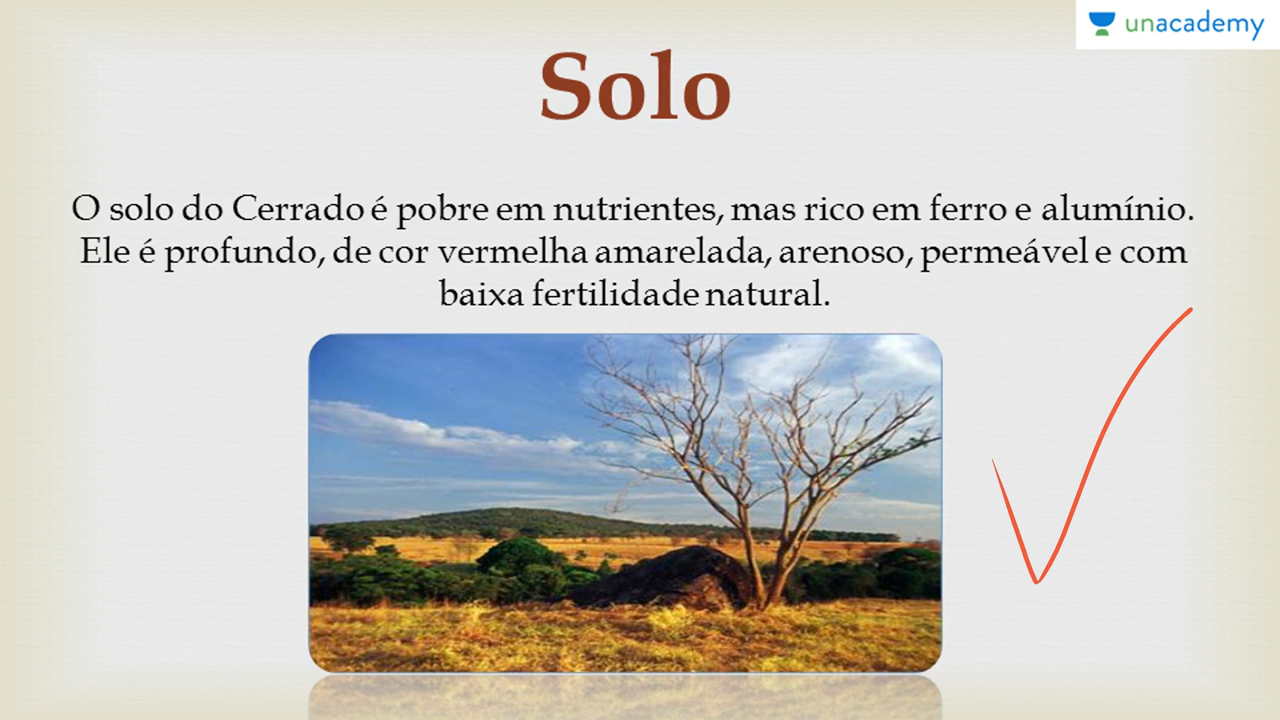 unacademy
Solo
O solo do Cerrado é pobre em nutrientes, mas rico em ferro e alumínio.
Ele é profundo, de cor vermelha amarelada, arenoso, permeável e com
baixa fertilidade natural.